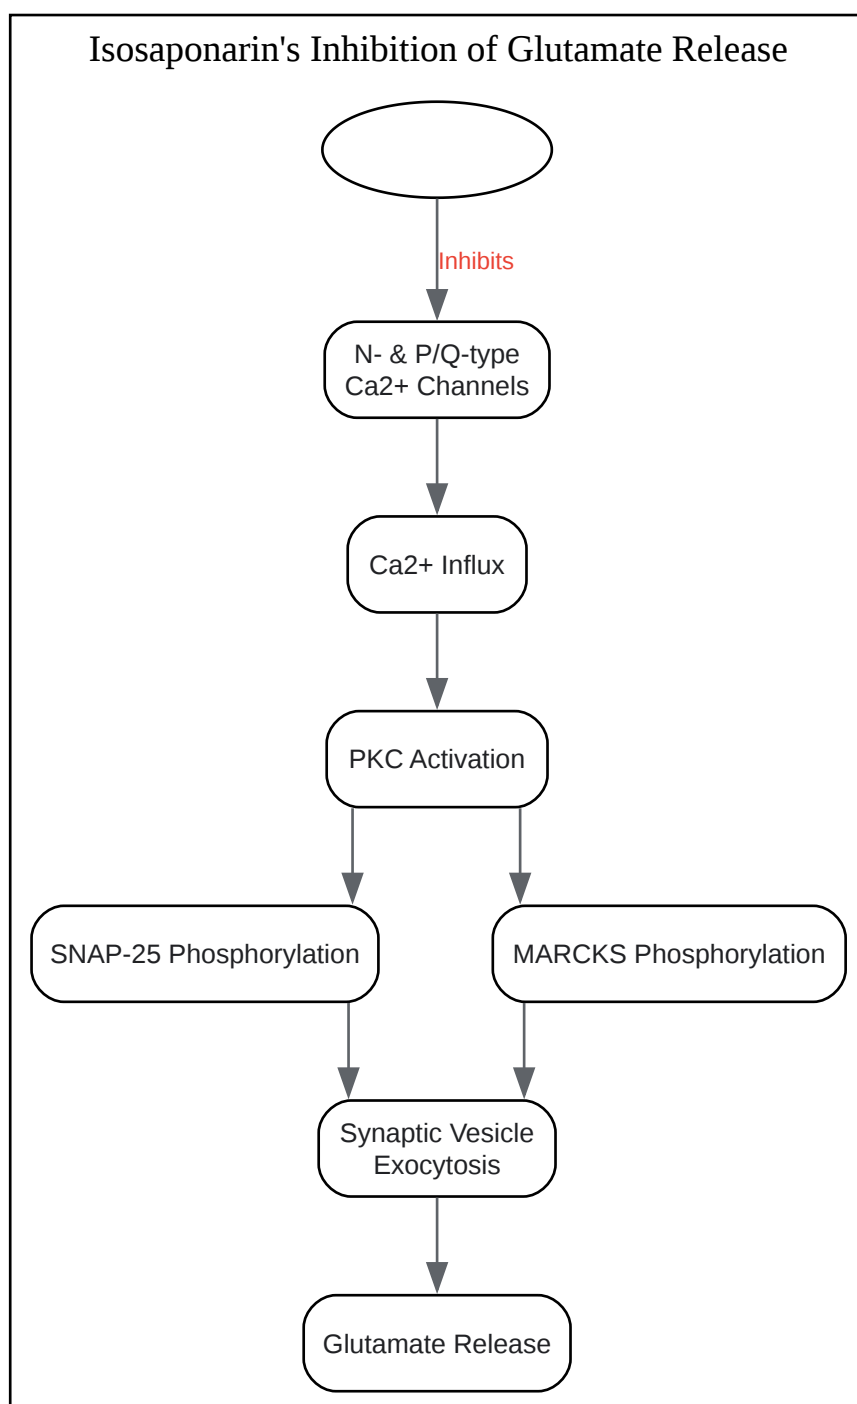 Isosaponarin's Inhibition of Glutamate Release
Inhibits
N- & P/Q-type
Ca2+ Channels
Ca2+ Influx
PKC Activation
SNAP-25 Phosphorylation
MARCKS Phosphorylation
Synaptic Vesicle
Exocytosis
Glutamate Release